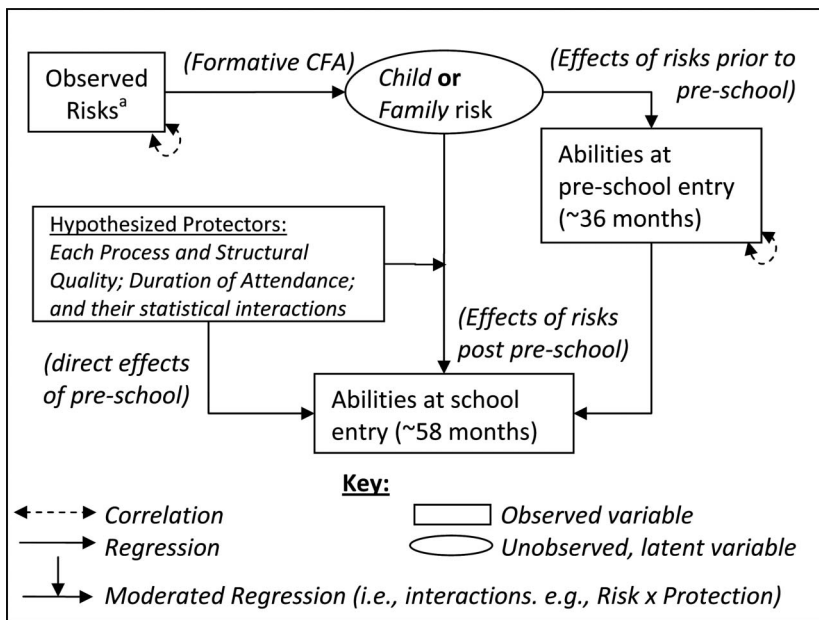 (Formative CFA)
Observed
Risksᵃ
Child or
Family risk
(Effects of risks prior to
pre-school)
Abilities at
pre-school entry
(~36 months)
Hypothesized Protectors:
Each Process and Structural
Quality; Duration of Attendance;
and their statistical interactions
(direct effects
of pre-school)
(Effects of risks
post pre-school)
Abilities at school
entry (~58 months)
Key:
Correlation
Regression
Observed variable
Unobserved, latent variable
Moderated Regression (i.e., interactions. e.g., Risk x Protection)